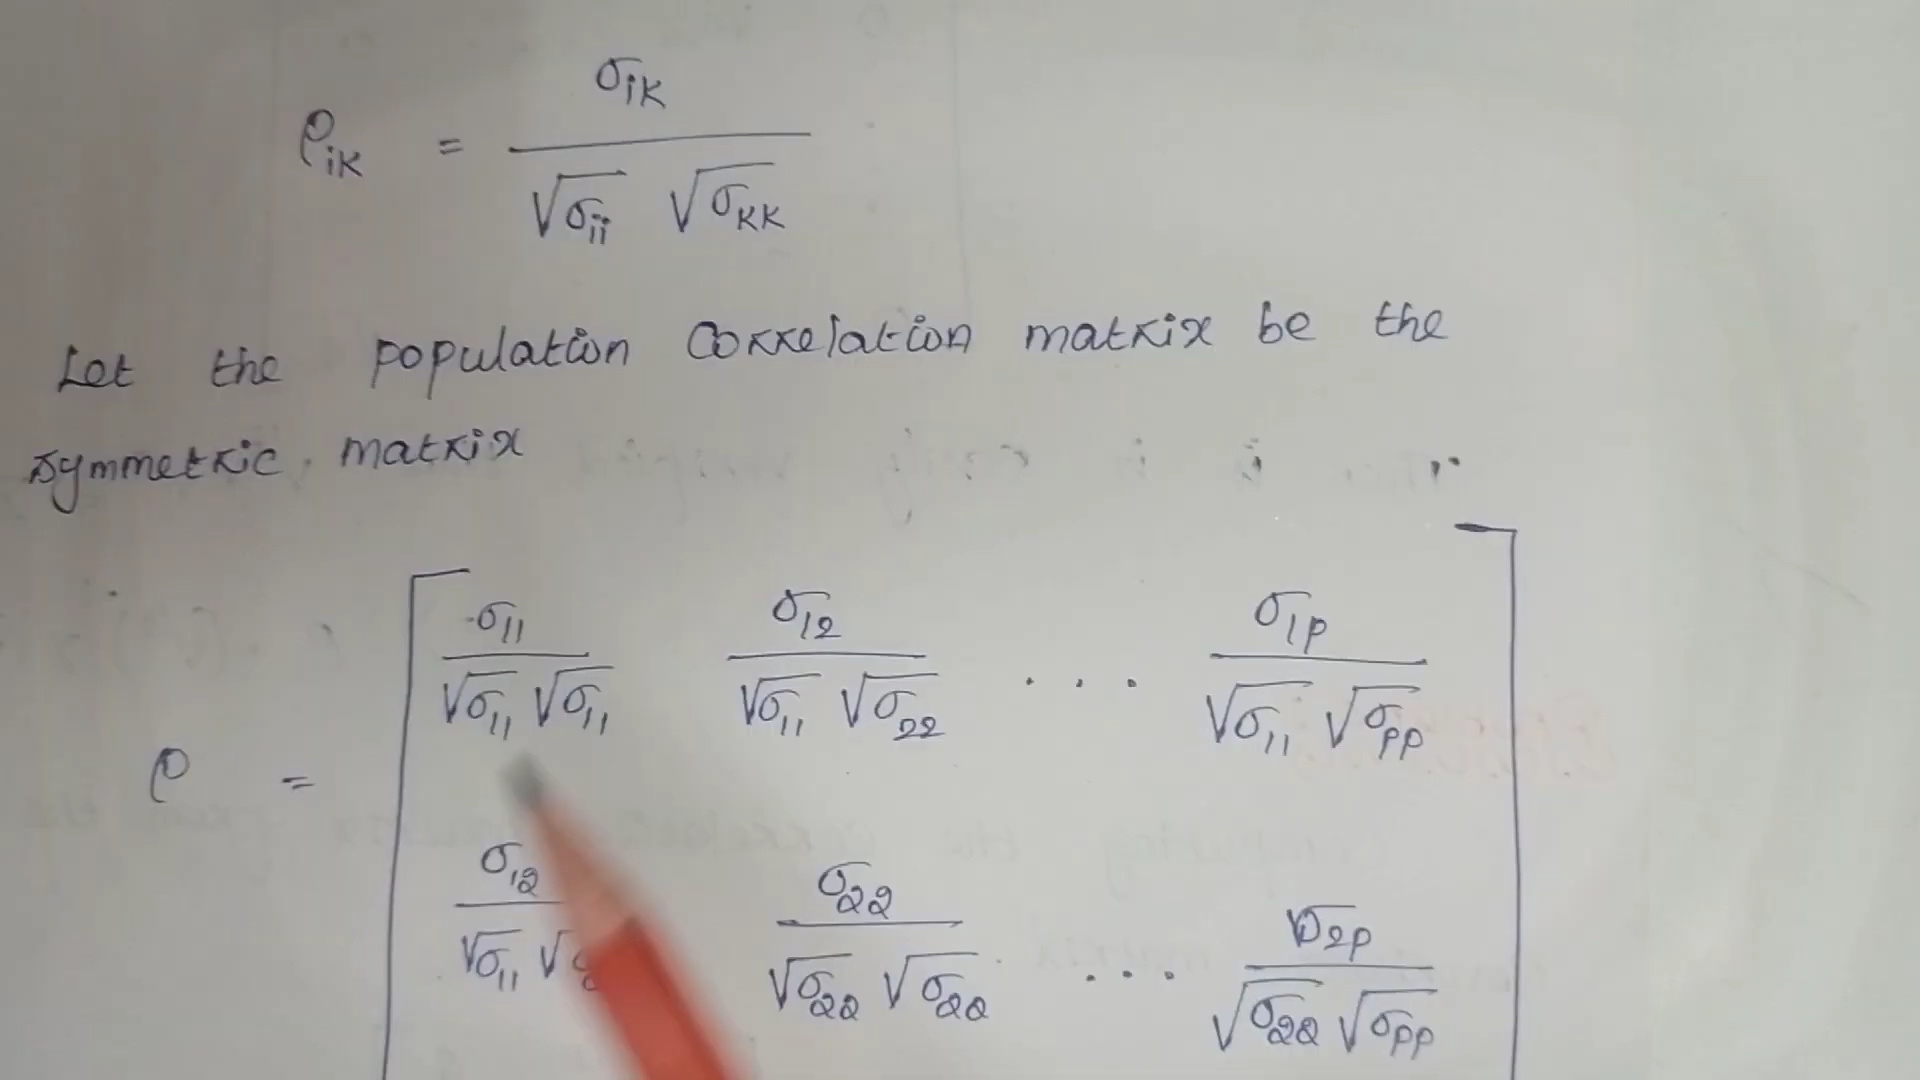 ρik = σik / √σii √σkk
Let the population Correlation matrix be the
symmetric matrix
ρ = [ σ11 / √σ11 √σ11   σ12 / √σ11 √σ22   . . .   σ1p / √σ11 √σpp
σ12 / √σ11 √   σ22 / √σ22 √σ22   . . .   σ2p / √σ22 √σpp